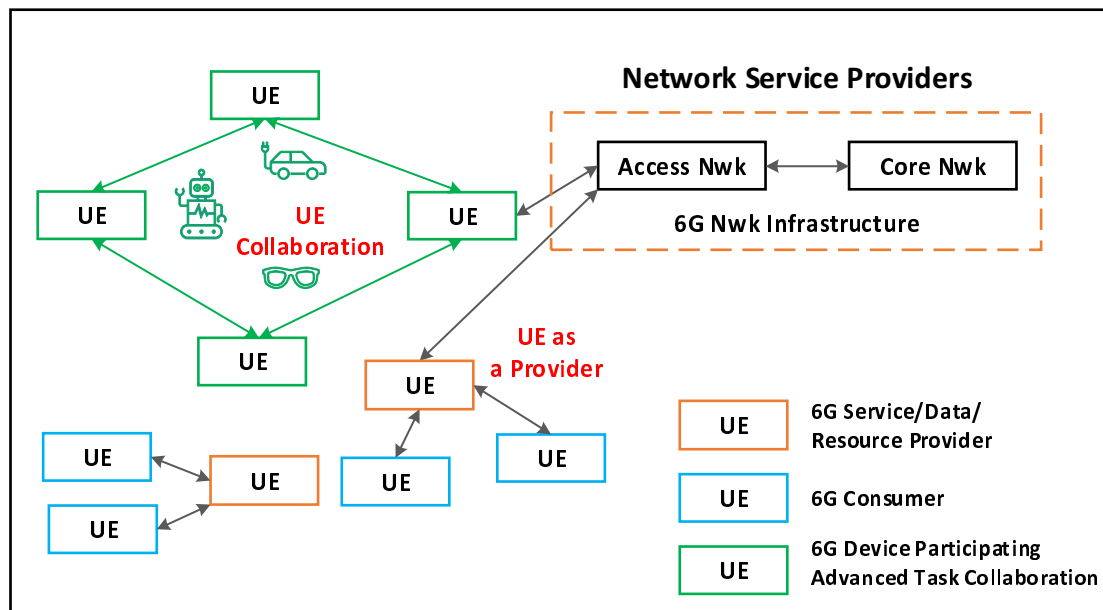 Network Service Providers
UE
Access Nwk
Core Nwk
6G Nwk Infrastructure
UE
UE
Collaboration
UE
UE
UE as
a Provider
UE
UE
UE
UE
UE
UE
UE
UE
6G Service/Data/
Resource Provider
UE
6G Consumer
UE
6G Device Participating
Advanced Task Collaboration